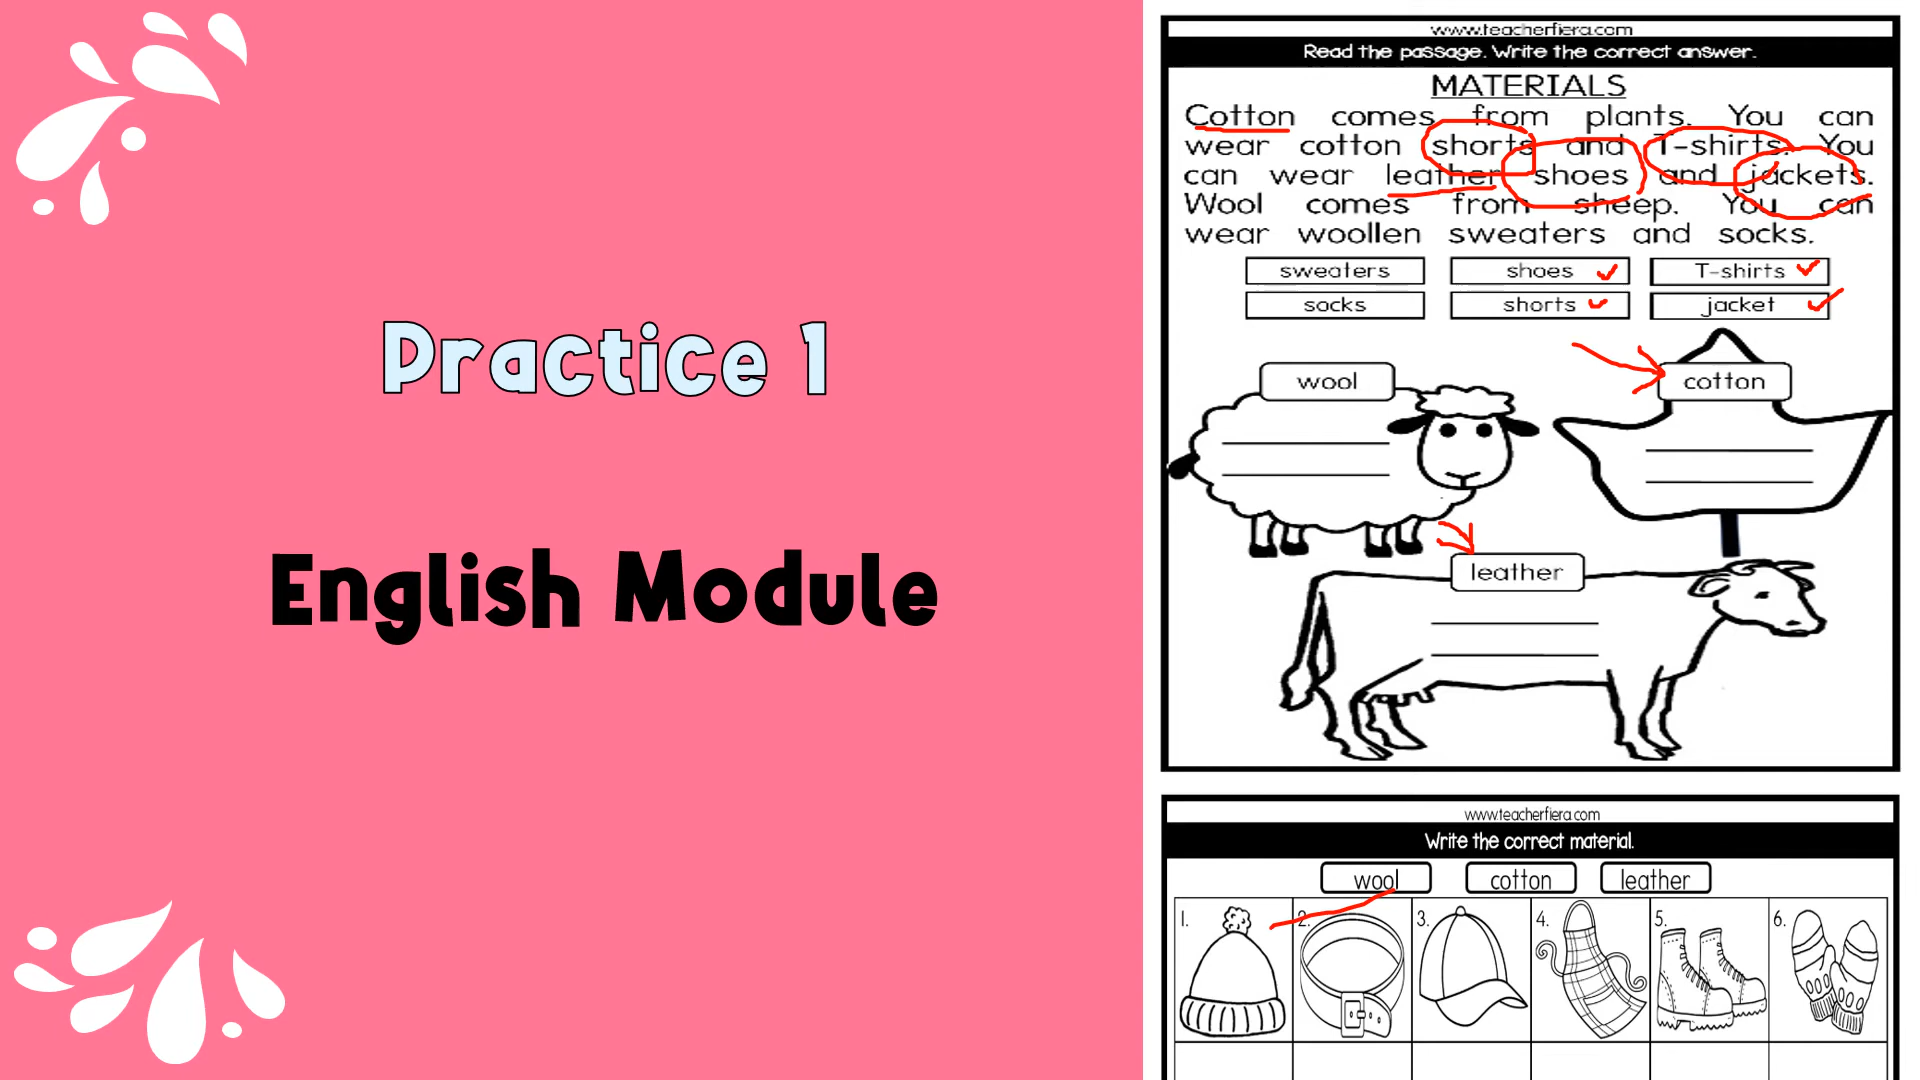 Practice 1
English Module
www.teacherfiera.com
Read the passage. Write the correct answer.
MATERIALS
Cotton comes from plants. You can
wear cotton shorts and T-shirts. You
can wear leather shoes and jackets.
Wool comes from sheep. You can
wear woollen sweaters and socks.
sweaters shoes T-shirts
socks shorts jacket
wool cotton
leather
www.teacherfiera.com
Write the correct material.
wool cotton leather
1. 2. 3. 4. 5. 6.